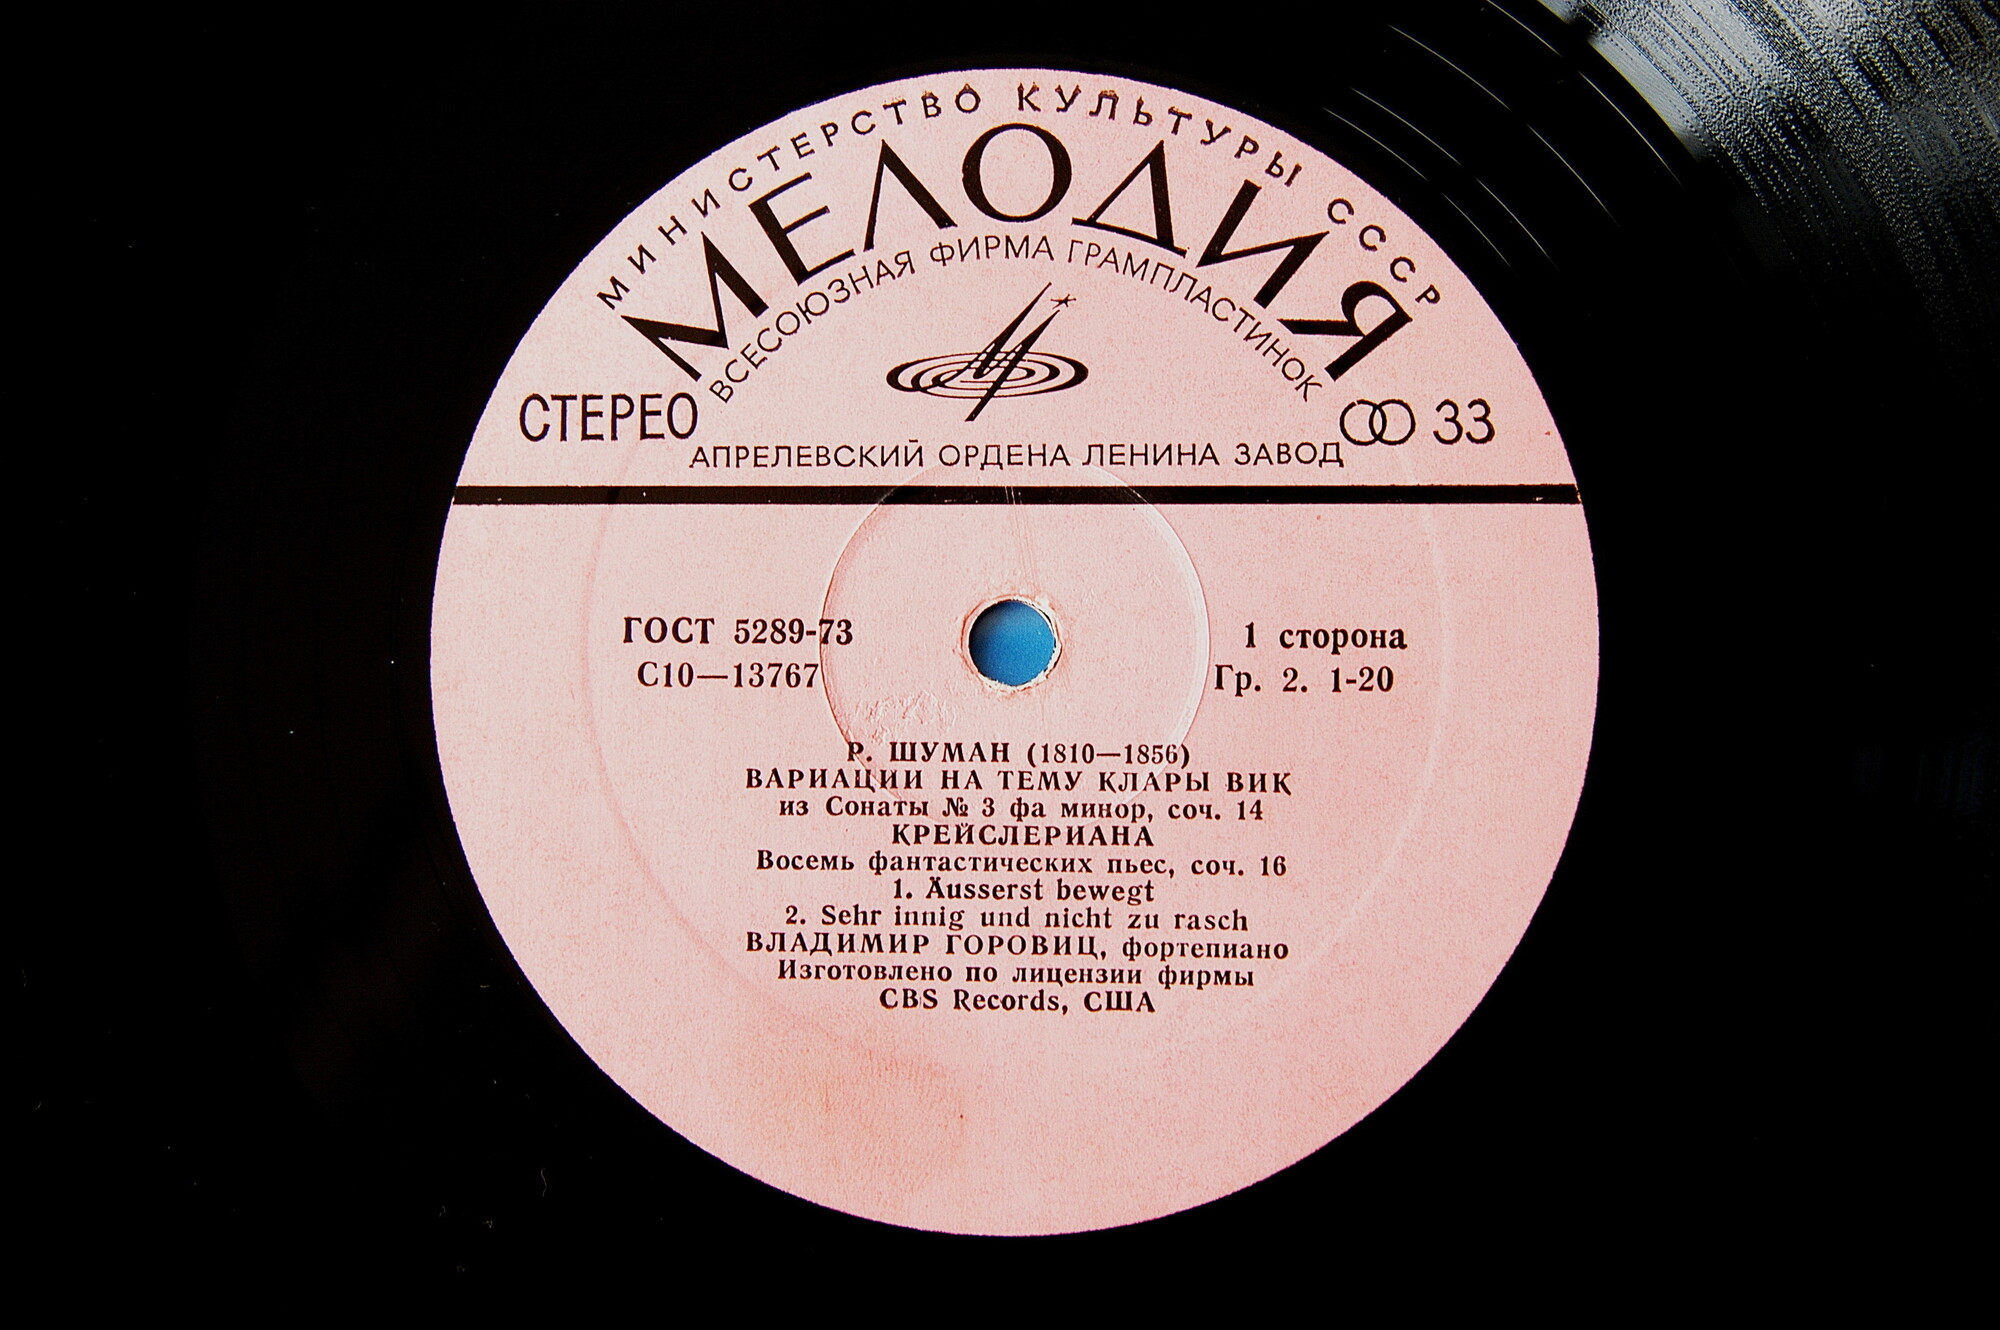 МИНИСТЕРСТВО КУЛЬТУРЫ СССР
МЕЛОДИЯ
ВСЕСОЮЗНАЯ ФИРМА ГРАМПЛАСТИНОК
СТЕРЕО
33
АПРЕЛЕВСКИЙ ОРДЕНА ЛЕНИНА ЗАВОД
ГОСТ 5289-73
С10—13767
1 сторона
Гр. 2. 1-20
Р. ШУМАН (1810—1856)
ВАРИАЦИИ НА ТЕМУ КЛАРЫ ВИК
из Сонаты № 3 фа минор, соч. 14
КРЕЙСЛЕРИАНА
Восемь фантастических пьес, соч. 16
1. Äusserst bewegt
2. Sehr innig und nicht zu rasch
ВЛАДИМИР ГОРОВИЦ, фортепиано
Изготовлено по лицензии фирмы
CBS Records, США